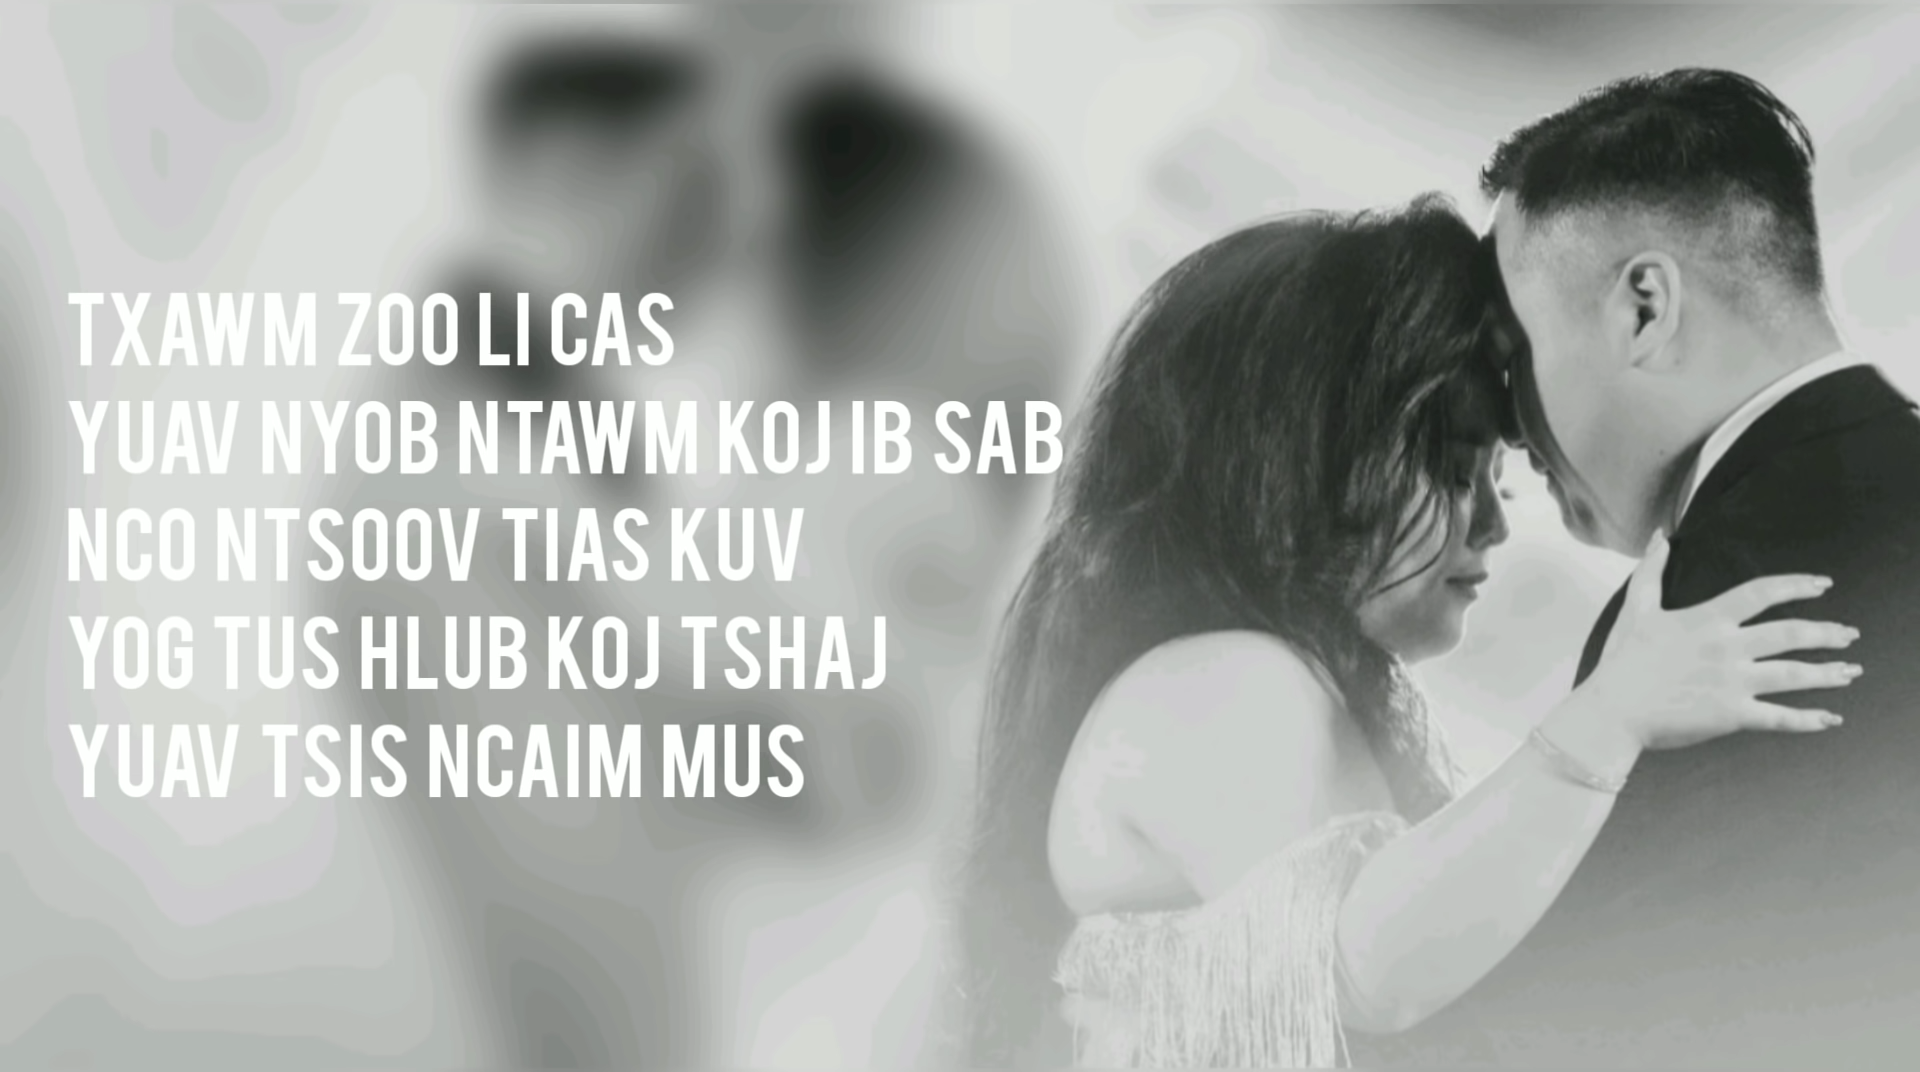 TXAWM ZOO LI CAS
YUAV NYOB NTAWM KOJ IB SAB
NCO NTSOOV TIAS KUV
YOG TUS HLUB KOJ TSHAJ
YUAV TSIS NCAIM MUS